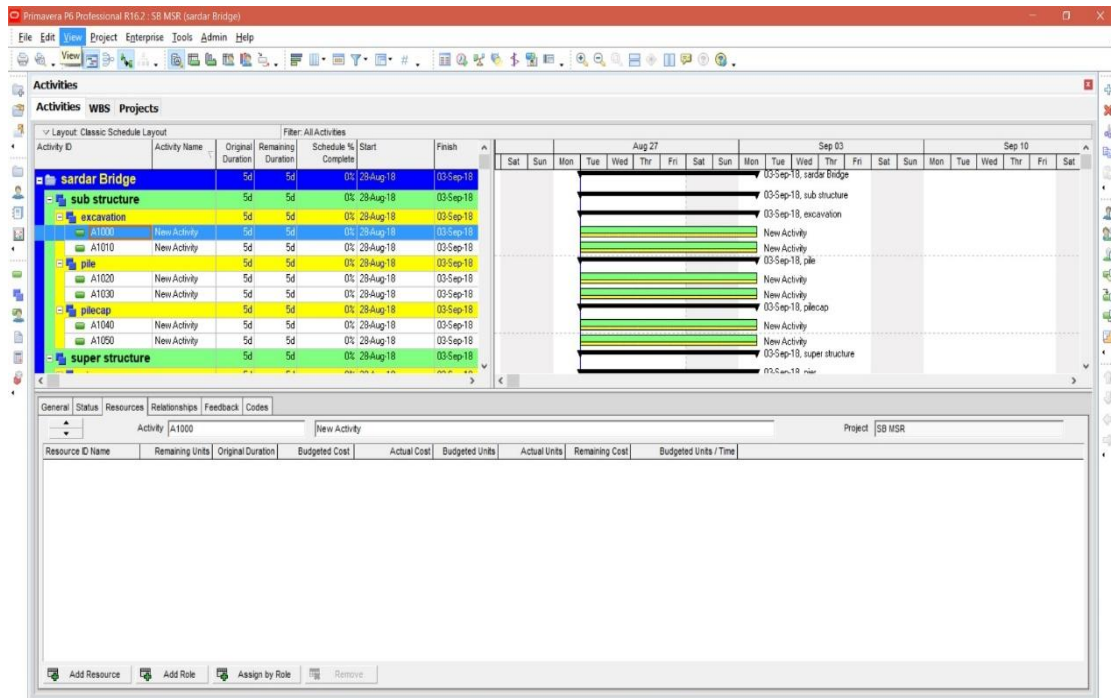 Primavera P6 Professional R16.2 : SB MSR (sardar Bridge)
File Edit View Project Enterprise Tools Admin Help
View
Activities
Activities WBS Projects
Layout: Classic Schedule Layout Filter: All Activities
Activity ID Activity Name Original Duration Remaining Duration Schedule % Complete Start Finish
Aug 27 Sep 03 Sep 10
Sat Sun Mon Tue Wed Thr Fri Sat Sun Mon Tue Wed Thr Fri Sat Sun Mon Tue Wed Thr Fri Sat
sardar Bridge 5d 5d 0% 28-Aug-18 03-Sep-18 03-Sep-18, sardar Bridge
sub structure 5d 5d 0% 28-Aug-18 03-Sep-18 03-Sep-18, sub structure
excavation 5d 5d 0% 28-Aug-18 03-Sep-18 03-Sep-18, excavation
A1000 New Activity 5d 5d 0% 28-Aug-18 03-Sep-18 New Activity
A1010 New Activity 5d 5d 0% 28-Aug-18 03-Sep-18 New Activity
pile 5d 5d 0% 28-Aug-18 03-Sep-18 03-Sep-18, pile
A1020 New Activity 5d 5d 0% 28-Aug-18 03-Sep-18 New Activity
A1030 New Activity 5d 5d 0% 28-Aug-18 03-Sep-18 New Activity
pilecap 5d 5d 0% 28-Aug-18 03-Sep-18 03-Sep-18, pilecap
A1040 New Activity 5d 5d 0% 28-Aug-18 03-Sep-18 New Activity
A1050 New Activity 5d 5d 0% 28-Aug-18 03-Sep-18 New Activity
super structure 5d 5d 0% 28-Aug-18 03-Sep-18 03-Sep-18, super structure
03-Sep-18, pier
General Status Resources Relationships Feedback Codes
Activity A1000 New Activity Project SB MSR
Resource ID Name Remaining Units Original Duration Budgeted Cost Actual Cost Budgeted Units Actual Units Remaining Cost Budgeted Units / Time
Add Resource Add Role Assign by Role Remove